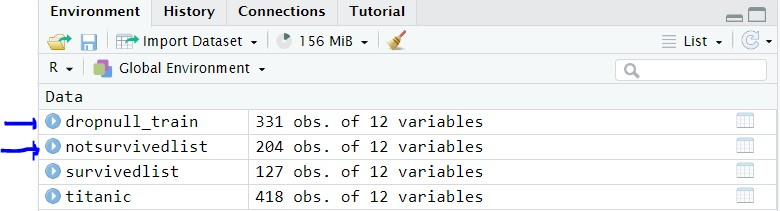 Environment History Connections Tutorial
Import Dataset 156 MiB List
R Global Environment
Data
dropnull_train 331 obs. of 12 variables
notsurvivedlist 204 obs. of 12 variables
survivedlist 127 obs. of 12 variables
titanic 418 obs. of 12 variables